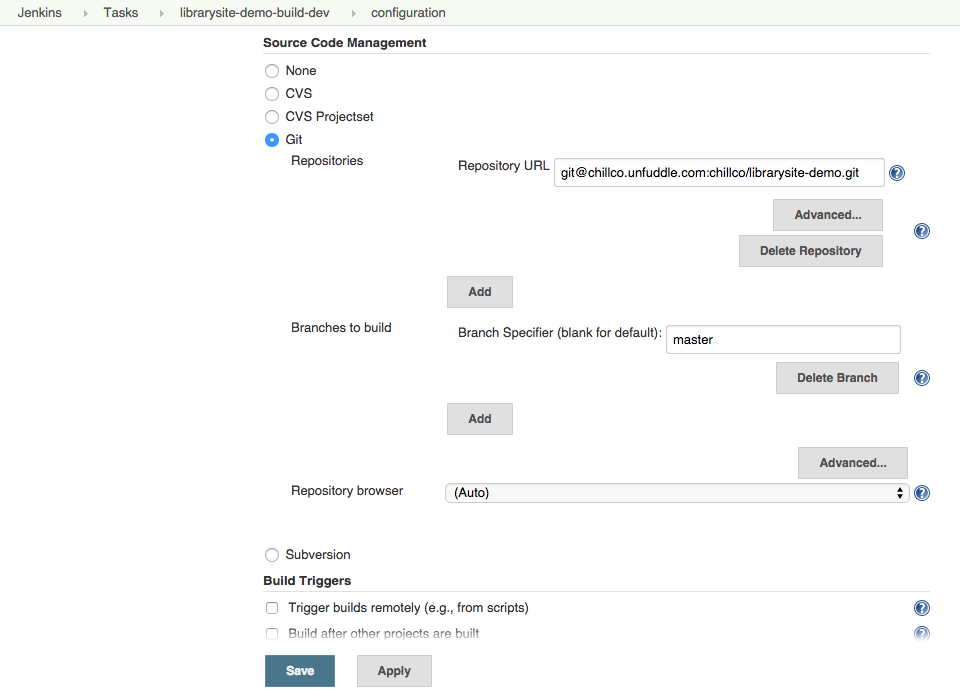 Jenkins Tasks librarysite-demo-build-dev configuration
Source Code Management
None
CVS
CVS Projectset
Git
Repositories
Repository URL git@chillco.unfuddle.com:chillco/librarysite-demo.git ?
Advanced...
?
Delete Repository
Add
Branches to build
Branch Specifier (blank for default): master
Delete Branch ?
Add
Advanced...
Repository browser (Auto) ?
Subversion
Build Triggers
Trigger builds remotely (e.g., from scripts) ?
Build after other projects are built ?
Save Apply